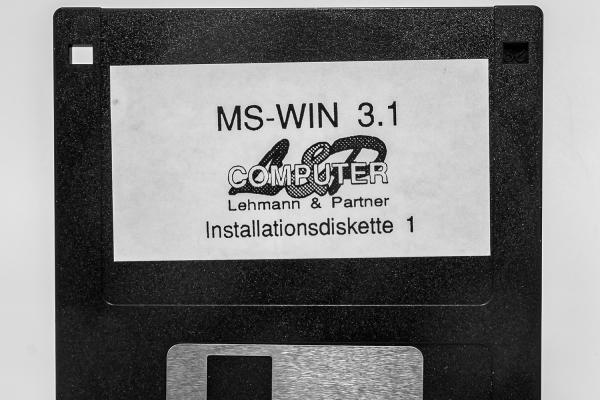 MS-WIN 3.1
L&P
COMPUTER
Lehmann & Partner
Installationsdiskette 1